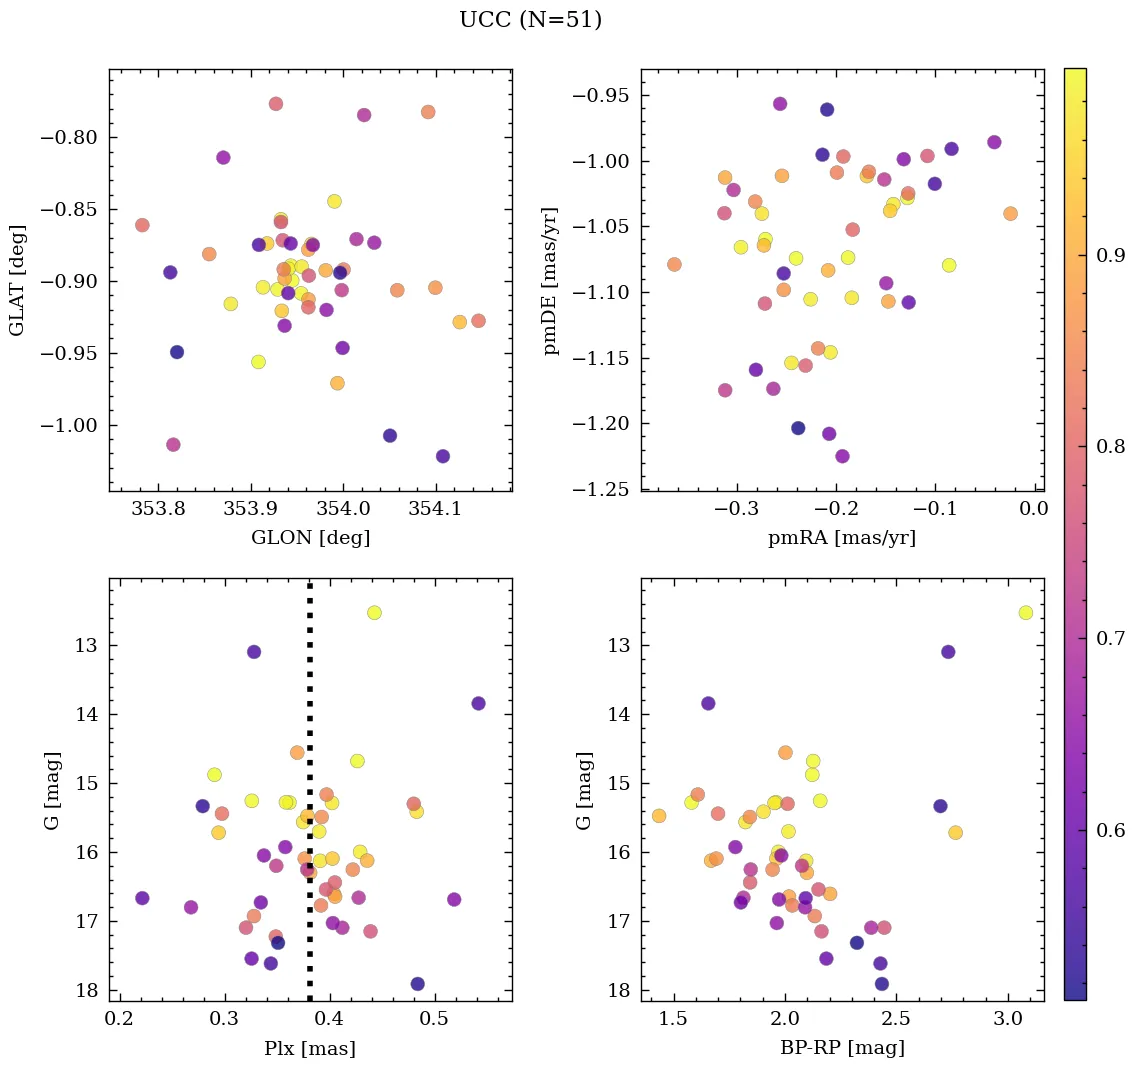 UCC (N=51)
−0.80
−0.85
−0.90
−0.95
−1.00
GLAT [deg]
353.8 353.9 354.0 354.1
GLON [deg]
−0.95
−1.00
−1.05
−1.10
−1.15
−1.20
−1.25
pmDE [mas/yr]
−0.3 −0.2 −0.1 0.0
pmRA [mas/yr]
13
14
15
16
17
18
G [mag]
0.2 0.3 0.4 0.5
Plx [mas]
13
14
15
16
17
18
G [mag]
1.5 2.0 2.5 3.0
BP-RP [mag]
0.9
0.8
0.7
0.6